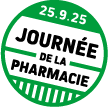 25.9.25
JOURNÉE
DE LA
PHARMACIE